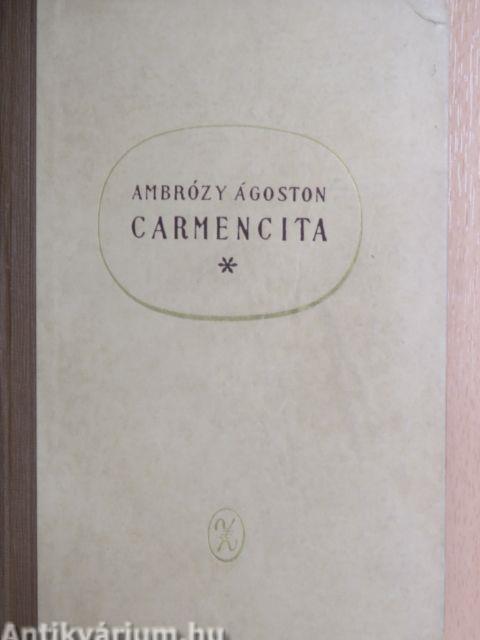 AMBRÓZY ÁGOSTON
CARMENCITA
*
Antikvárium.hu